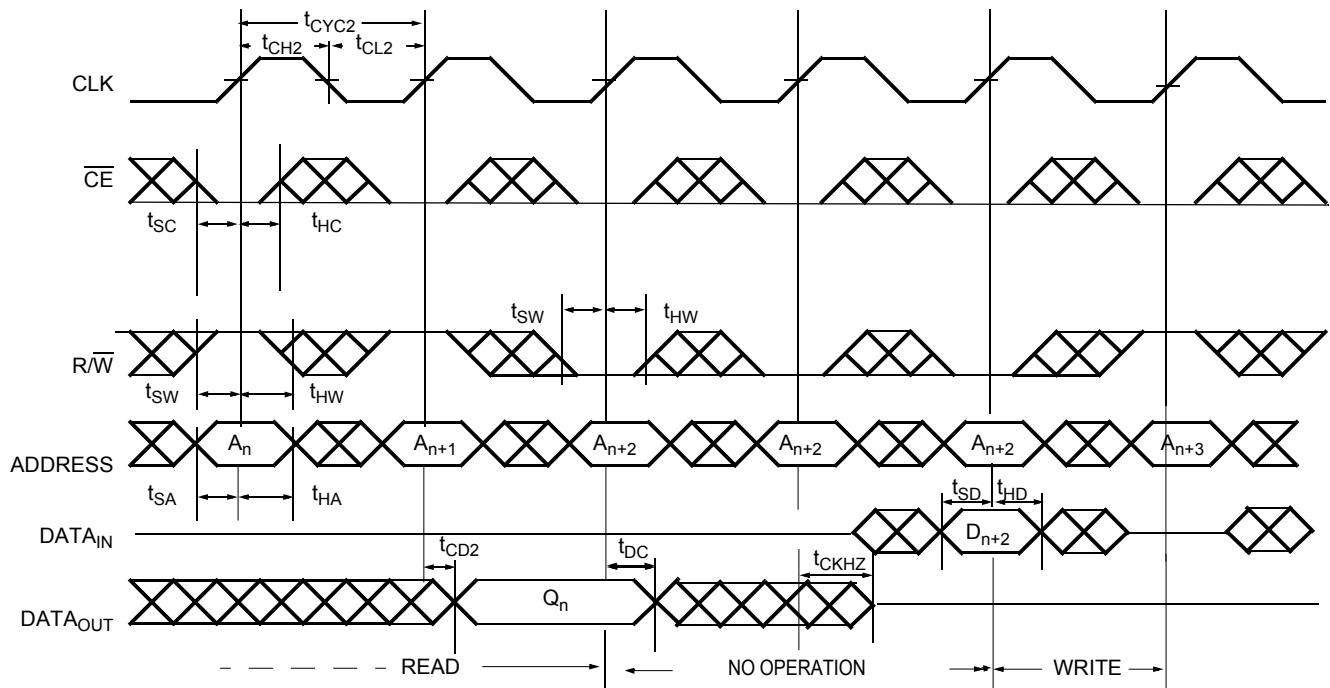 tCYC2
tCH2 tCL2
CLK
CE
tSC tHC
tSW tHW
R/W
tSW tHW
An An+1 An+2 An+2 An+2 An+3
ADDRESS
tSA tHA tSD tHD
DATAIN Dn+2
tCD2 tDC tCKHZ
Qn
DATAOUT
READ NO OPERATION WRITE